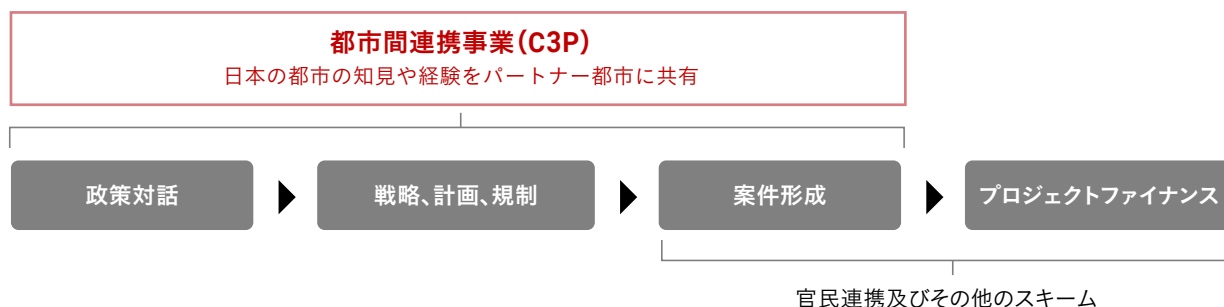 都市間連携事業(C3P)
日本の都市の知見や経験をパートナー都市に共有
政策対話
戦略、計画、規制
案件形成
プロジェクトファイナンス
官民連携及びその他のスキーム